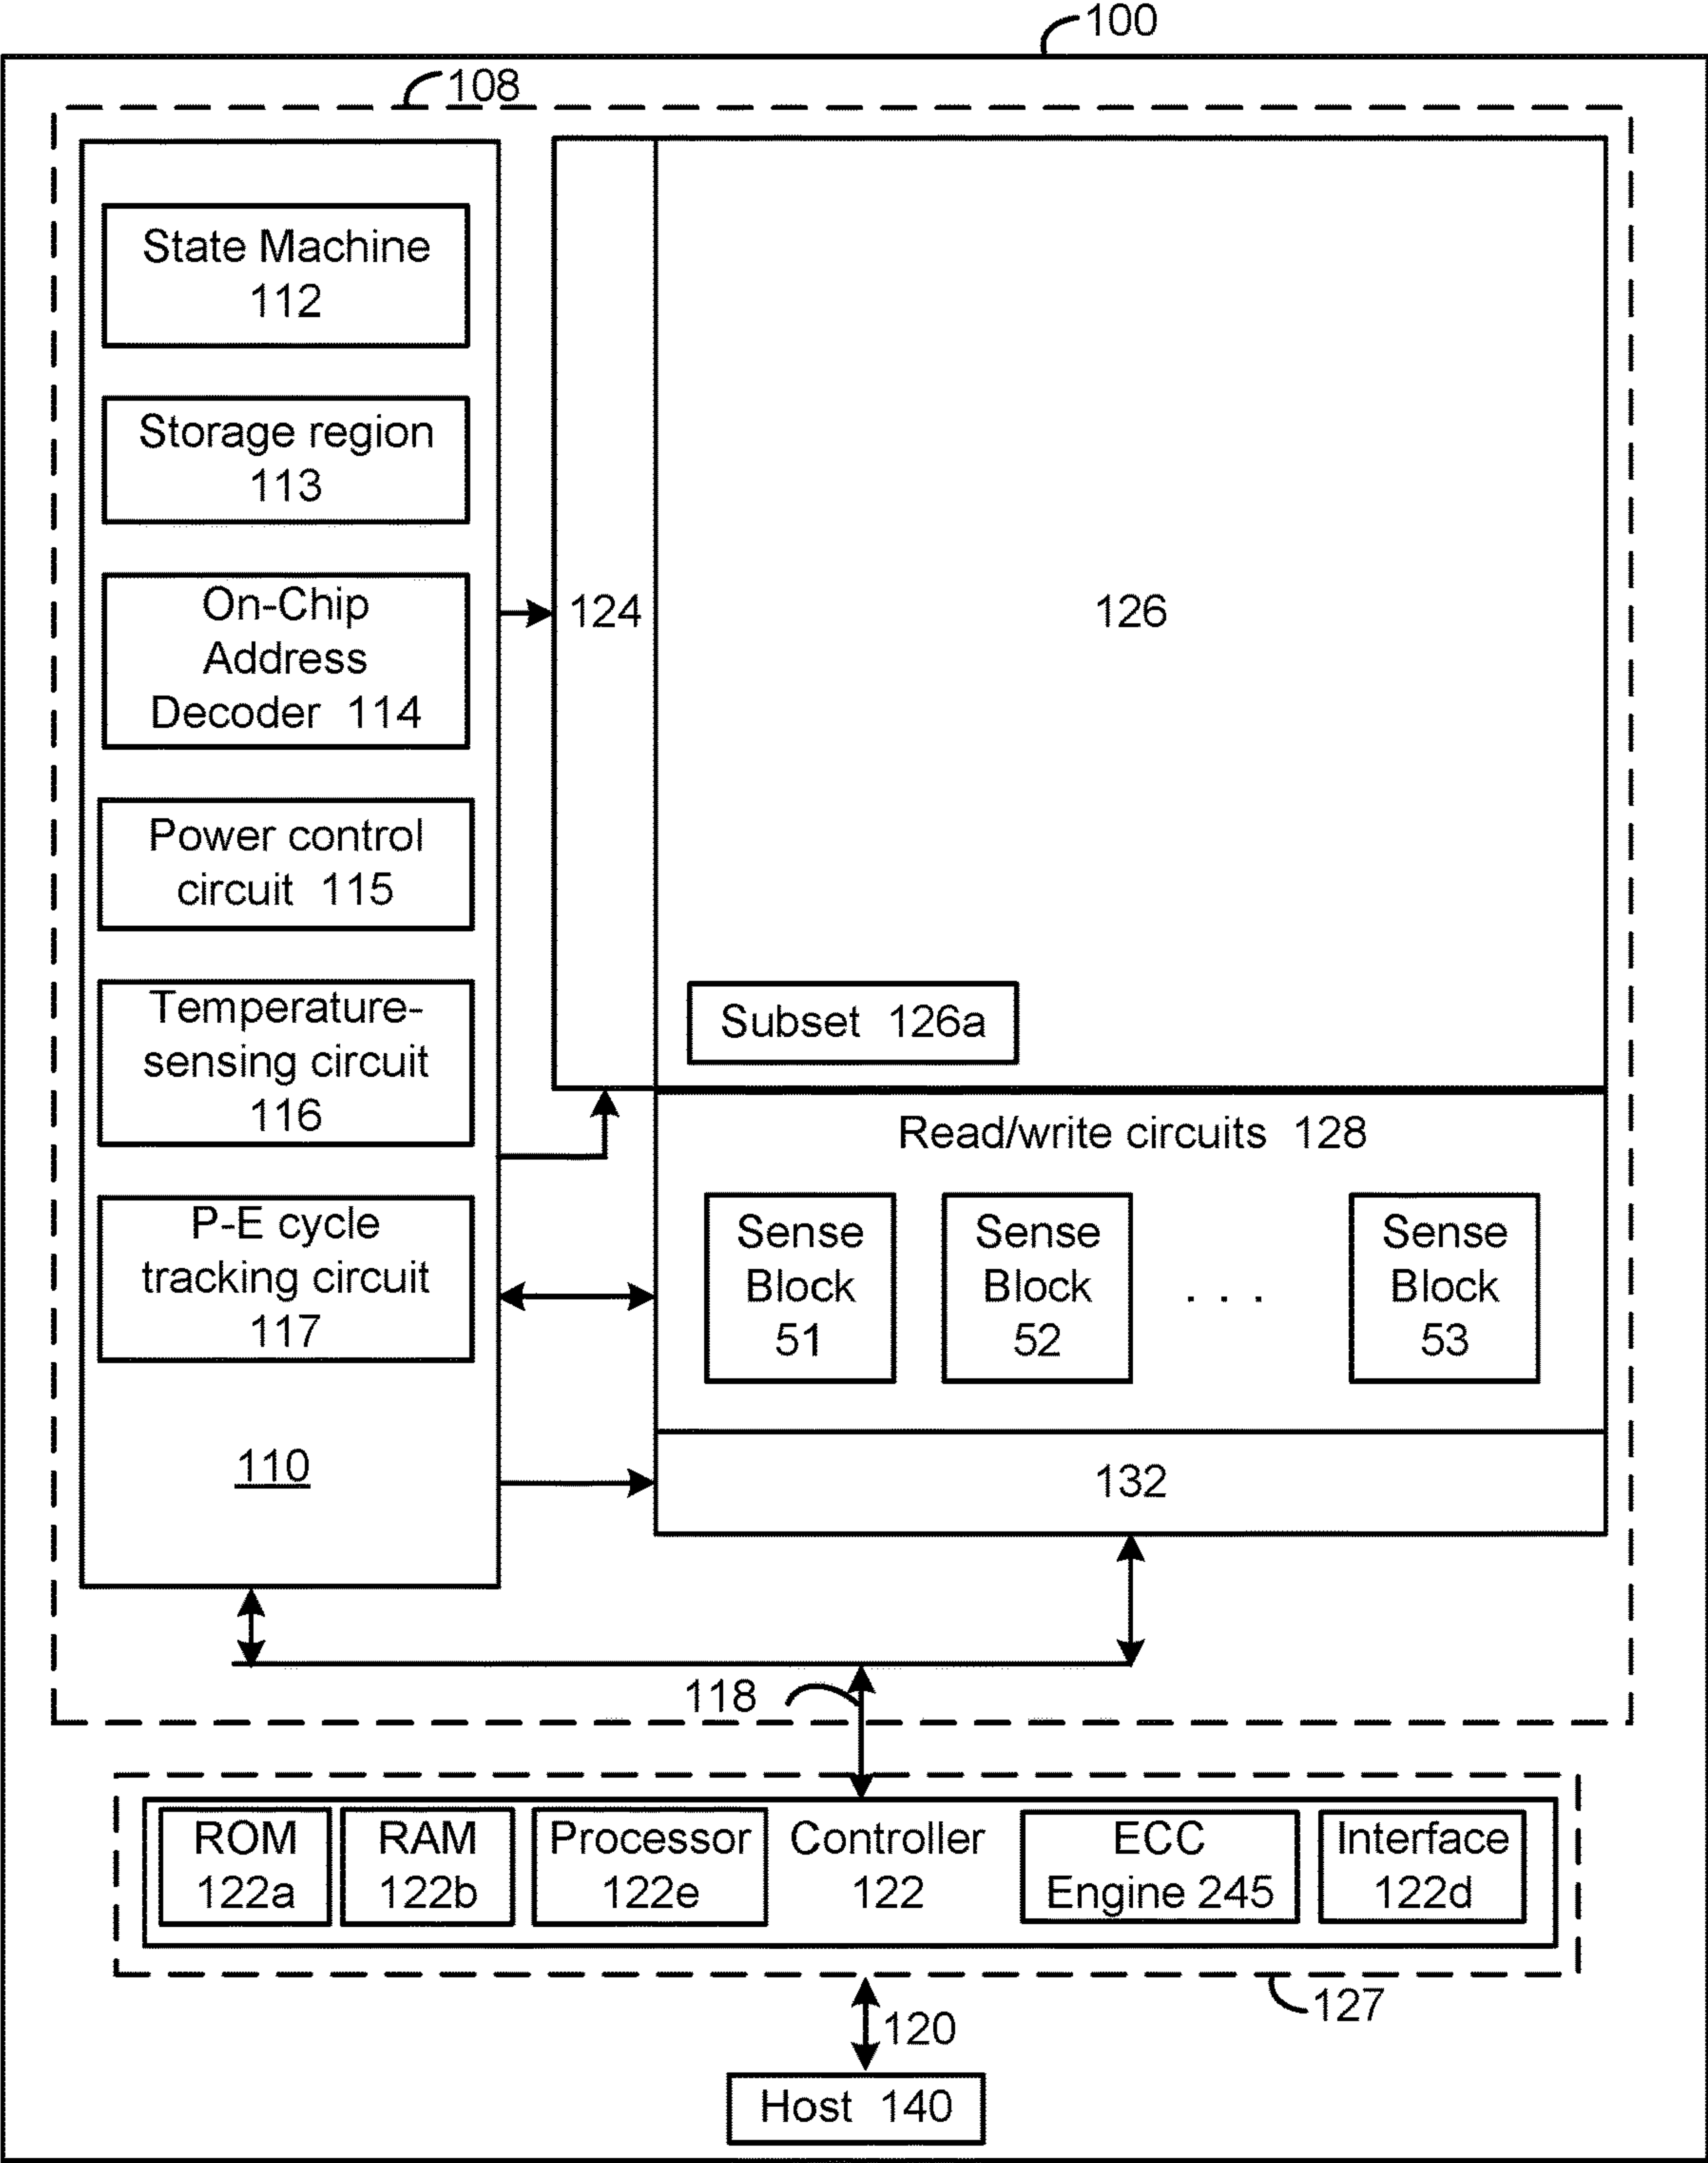 100
108
State Machine
112
Storage region
113
On-Chip
Address
Decoder 114
Power control
circuit 115
Temperature-
sensing circuit
116
P-E cycle
tracking circuit
117
110
124
126
Subset 126a
Read/write circuits 128
Sense
Block
51
Sense
Block
52
. . .
Sense
Block
53
132
118
ROM
122a
RAM
122b
Processor
122e
Controller
122
ECC
Engine 245
Interface
122d
127
120
Host 140